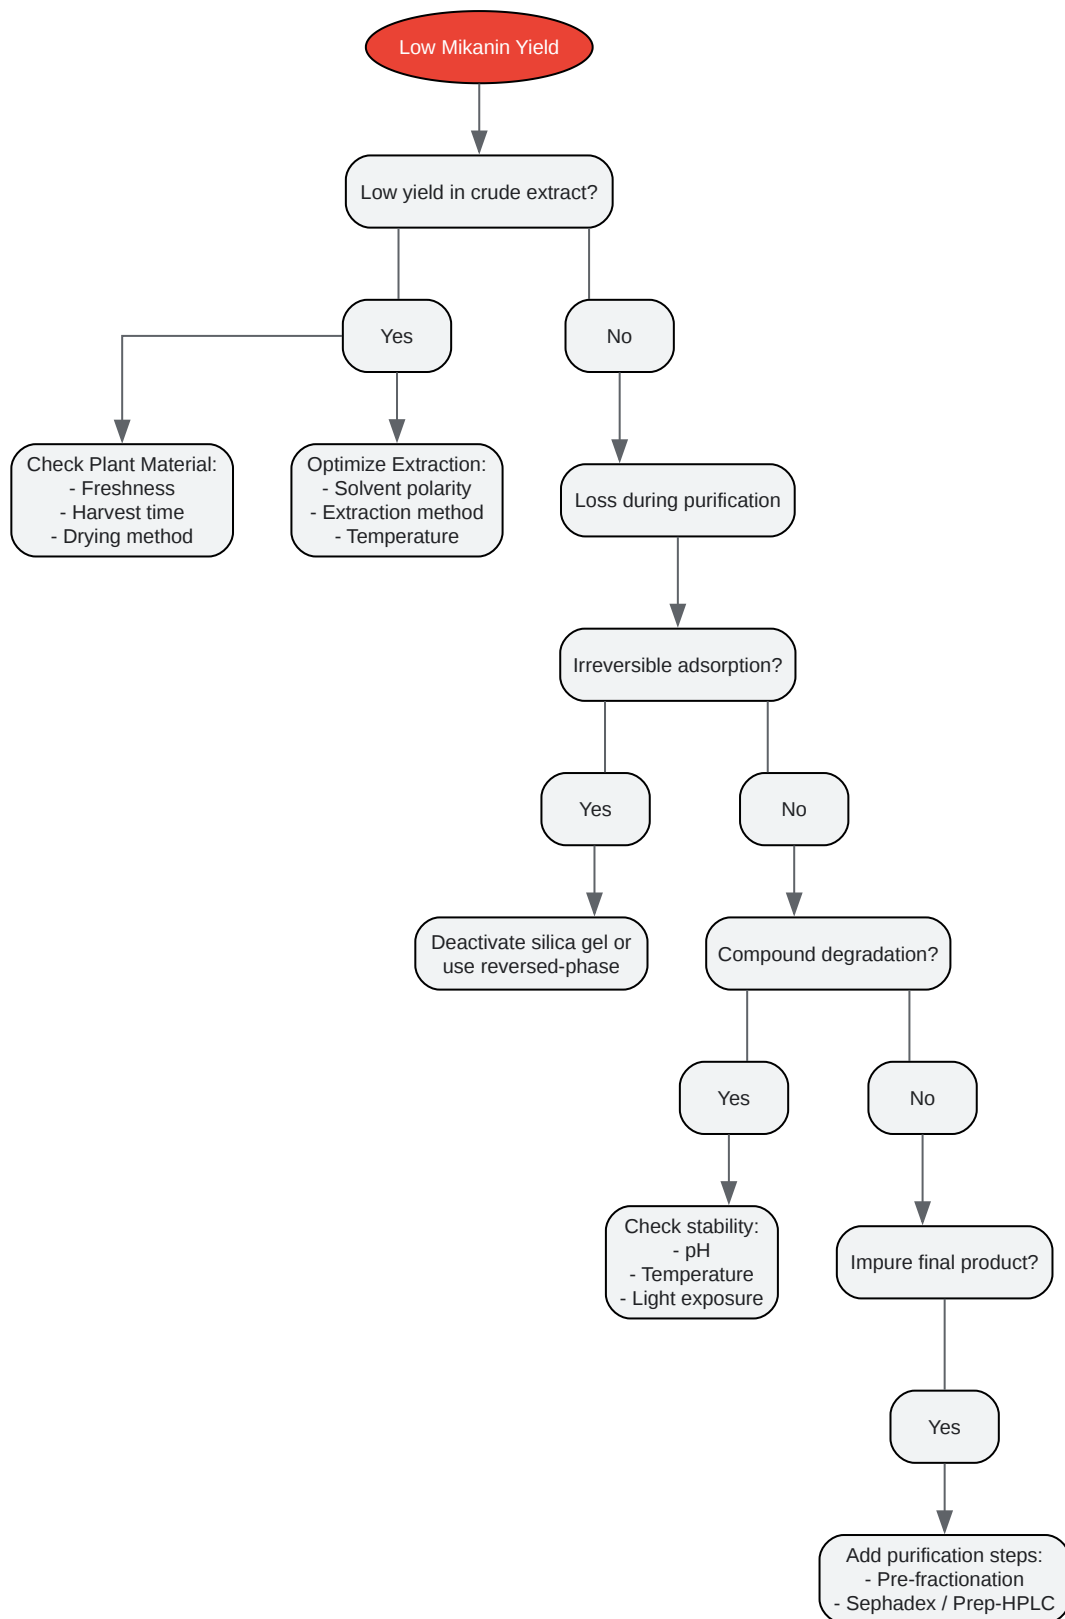 Low Mikanin Yield
Low yield in crude extract?
Yes
No
Check Plant Material:
- Freshness
- Harvest time
- Drying method
Optimize Extraction:
- Solvent polarity
- Extraction method
- Temperature
Loss during purification
Irreversible adsorption?
Yes
No
Deactivate silica gel or
use reversed-phase
Compound degradation?
Yes
No
Check stability:
- pH
- Temperature
- Light exposure
Impure final product?
Yes
Add purification steps:
- Pre-fractionation
- Sephadex / Prep-HPLC